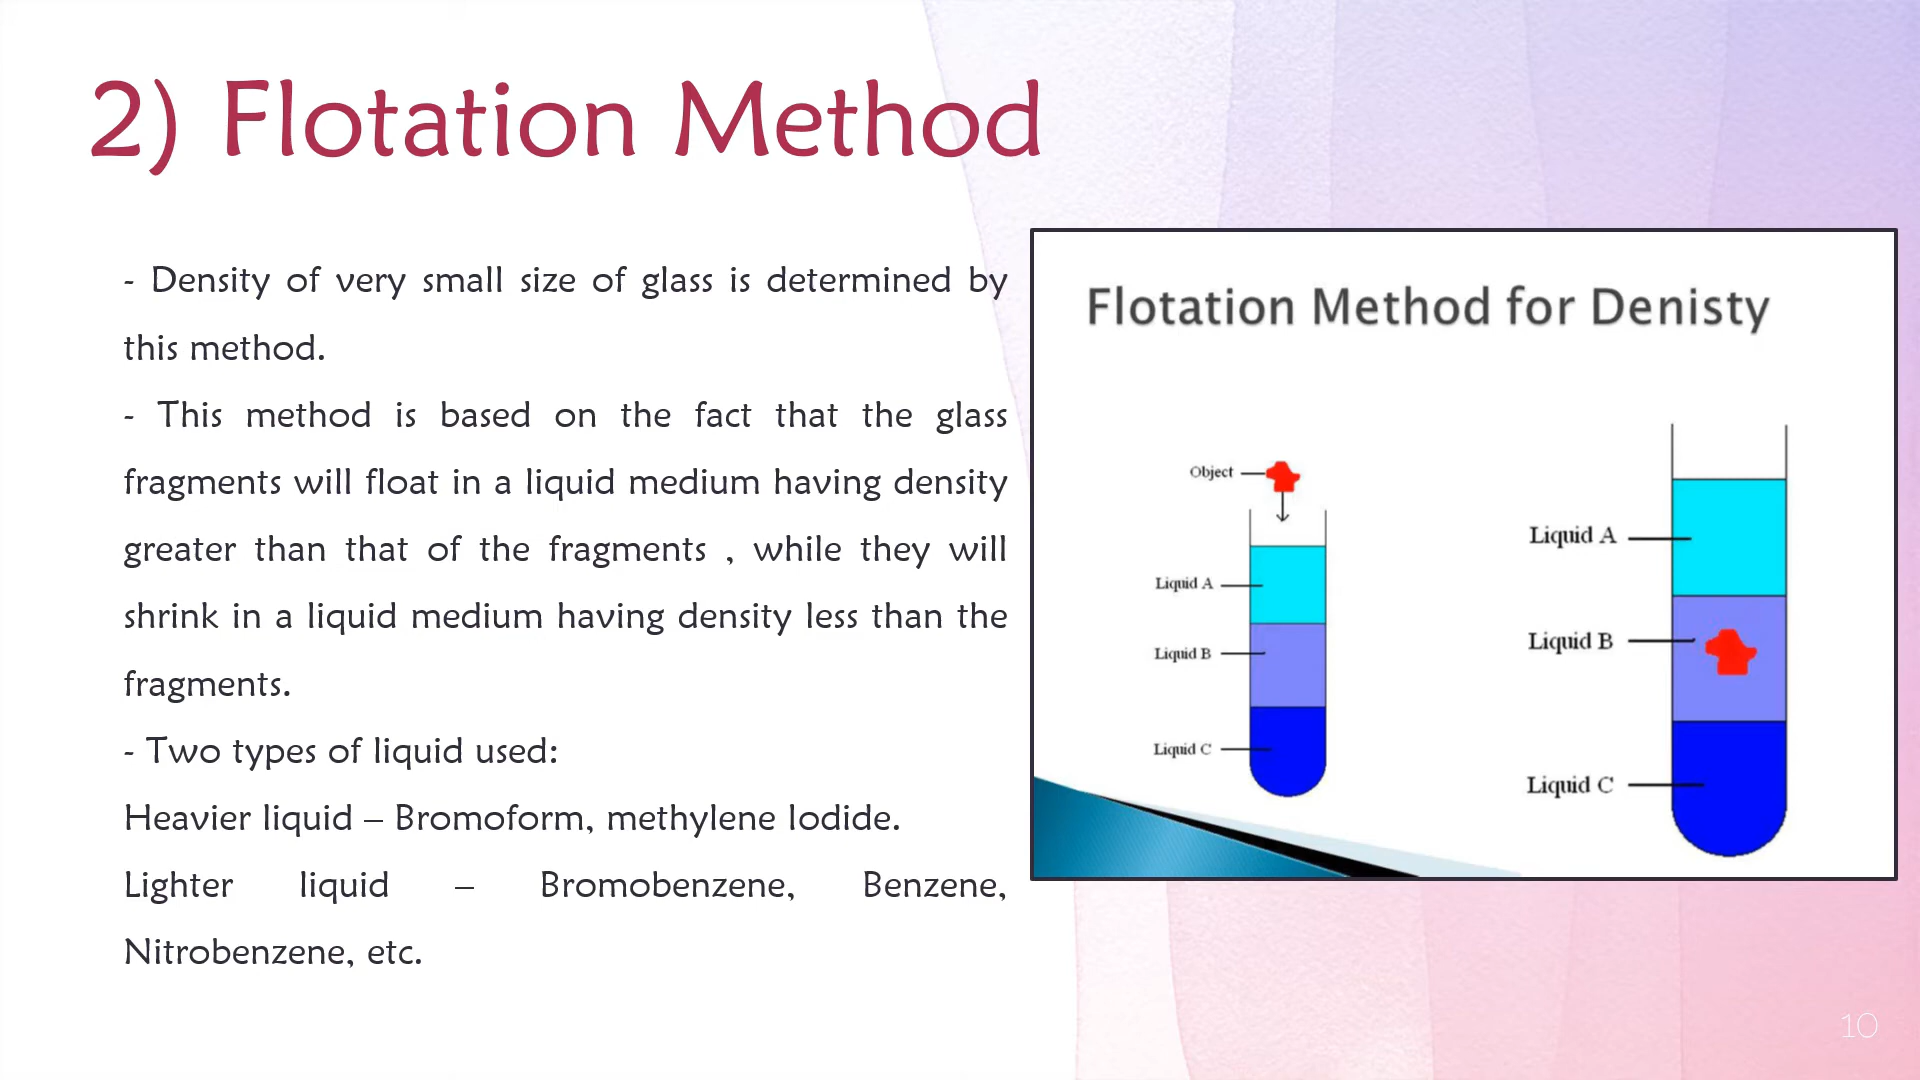 2) Flotation Method
- Density of very small size of glass is determined by
this method.
- This method is based on the fact that the glass
fragments will float in a liquid medium having density
greater than that of the fragments , while they will
shrink in a liquid medium having density less than the
fragments.
- Two types of liquid used:
Heavier liquid – Bromoform, methylene Iodide.
Lighter liquid – Bromobenzene, Benzene,
Nitrobenzene, etc.
Flotation Method for Denisty
Object
Liquid A
Liquid B
Liquid C
Liquid A
Liquid B
Liquid C
10